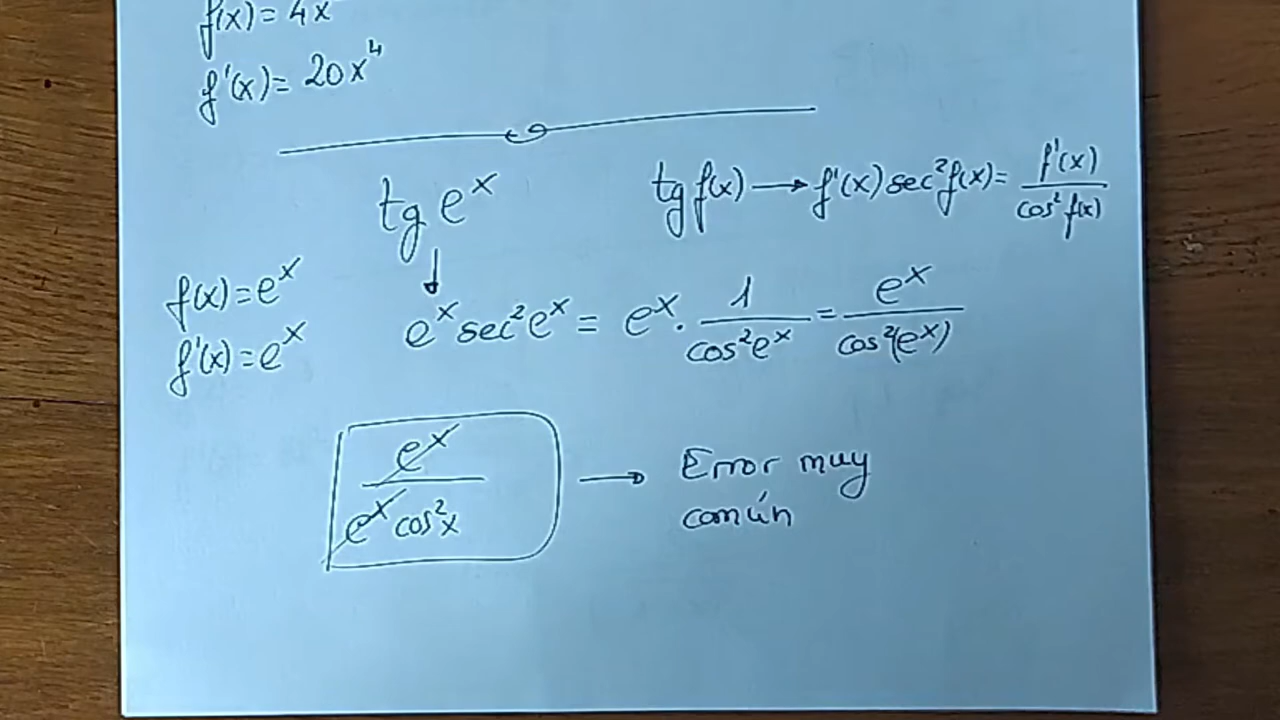 f(x) = 4x
f'(x) = 20x⁴
tg eˣ
tg f(x) → f'(x) sec² f(x) = f'(x) / cos² f(x)
f(x) = eˣ
f'(x) = eˣ
eˣ sec² eˣ = eˣ · 1 / cos² eˣ = eˣ / cos²(eˣ)
eˣ / eˣ cos² x → Error muy
común